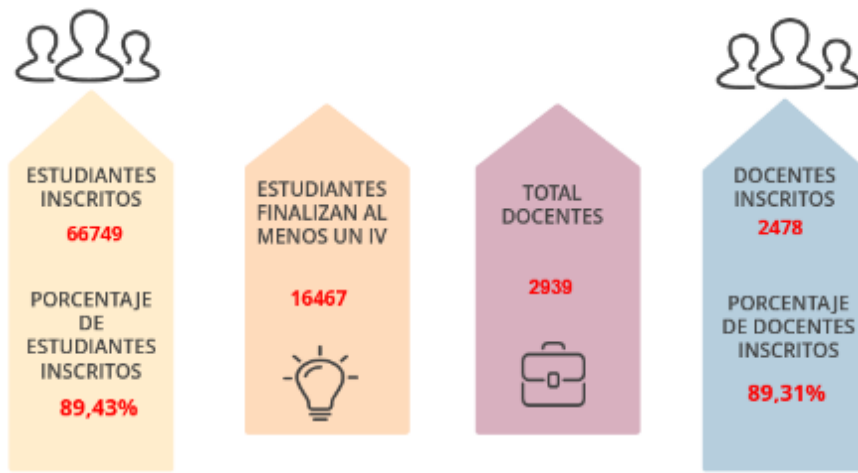 ESTUDIANTES
INSCRITOS
66749
PORCENTAJE
DE
ESTUDIANTES
INSCRITOS
89,43%
ESTUDIANTES
FINALIZAN AL
MENOS UN IV
16467
TOTAL
DOCENTES
2939
DOCENTES
INSCRITOS
2478
PORCENTAJE
DE DOCENTES
INSCRITOS
89,31%